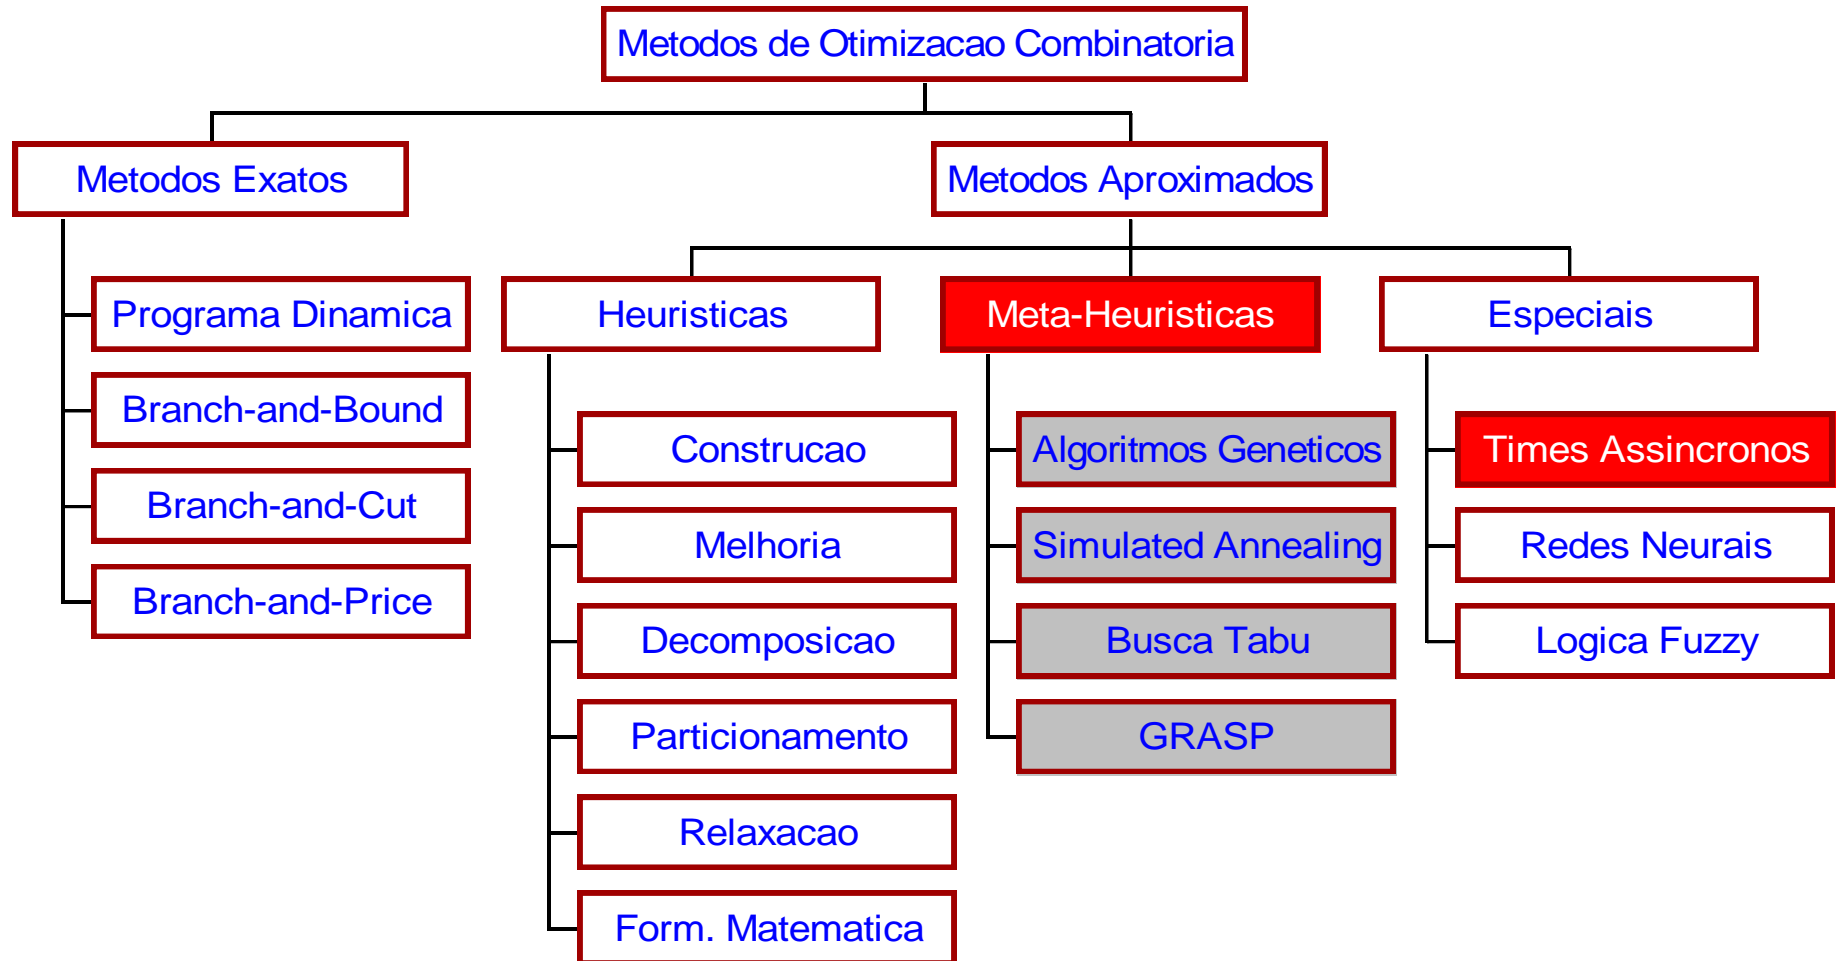 Metodos de Otimizacao Combinatoria
Metodos Exatos
Metodos Aproximados
Programa Dinamica
Branch-and-Bound
Branch-and-Cut
Branch-and-Price
Heuristicas
Construcao
Melhoria
Decomposicao
Particionamento
Relaxacao
Form. Matematica
Meta-Heuristicas
Algoritmos Geneticos
Simulated Annealing
Busca Tabu
GRASP
Especiais
Times Assincronos
Redes Neurais
Logica Fuzzy